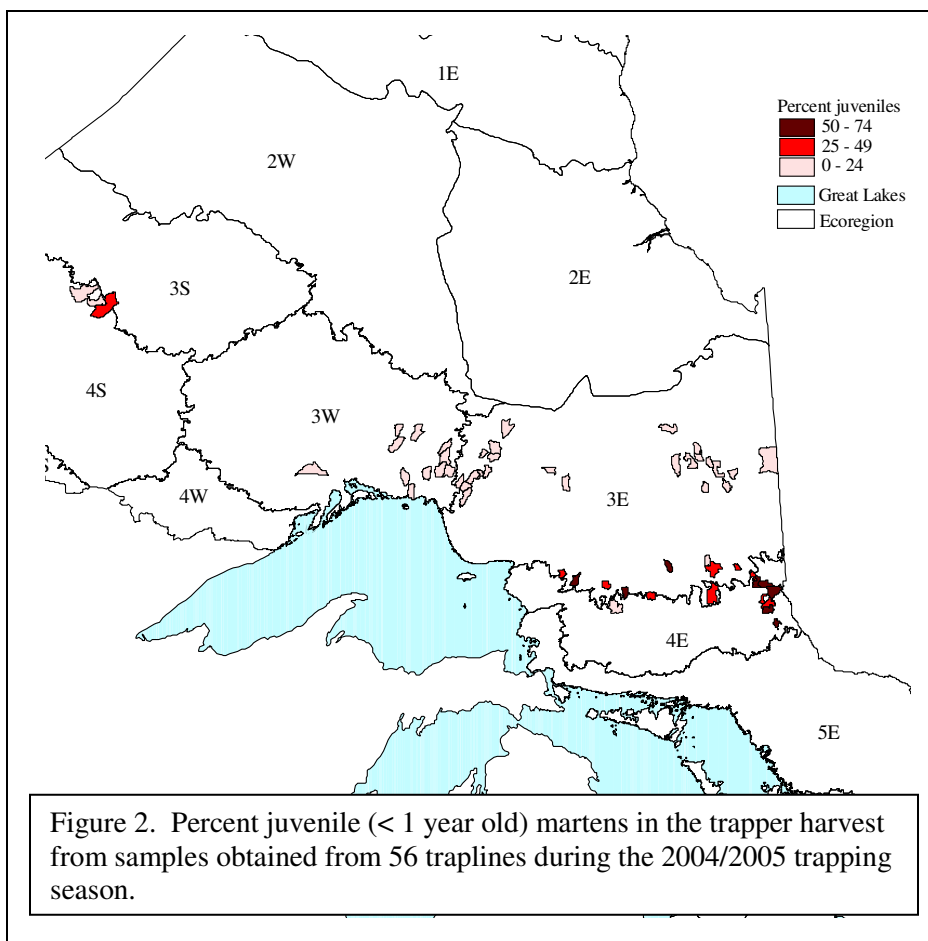 1E
Percent juveniles
50 - 74
25 - 49
0 - 24
Great Lakes
Ecoregion
2W
2E
3S
4S
3W
4W
3E
4E
5E
Figure 2. Percent juvenile (< 1 year old) martens in the trapper harvest
from samples obtained from 56 traplines during the 2004/2005 trapping
season.